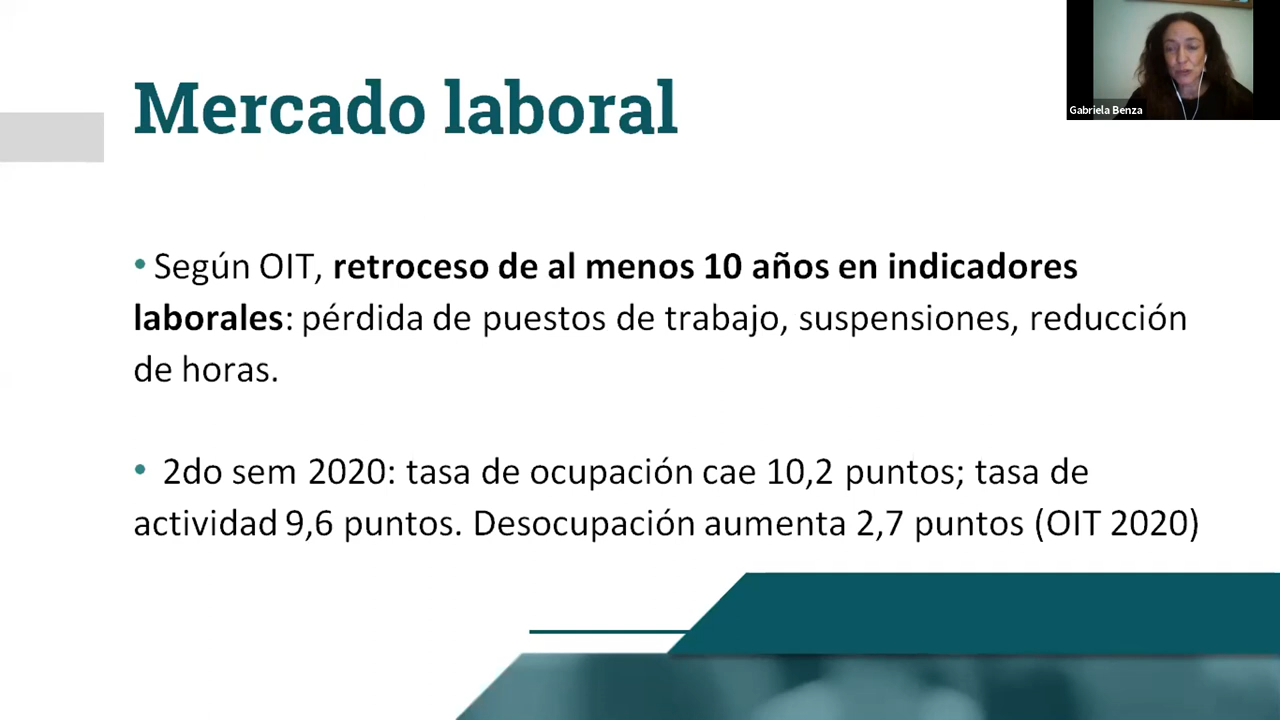 Mercado laboral
Gabriela Benza
• Según OIT, retroceso de al menos 10 años en indicadores
laborales: pérdida de puestos de trabajo, suspensiones, reducción
de horas.
• 2do sem 2020: tasa de ocupación cae 10,2 puntos; tasa de
actividad 9,6 puntos. Desocupación aumenta 2,7 puntos (OIT 2020)